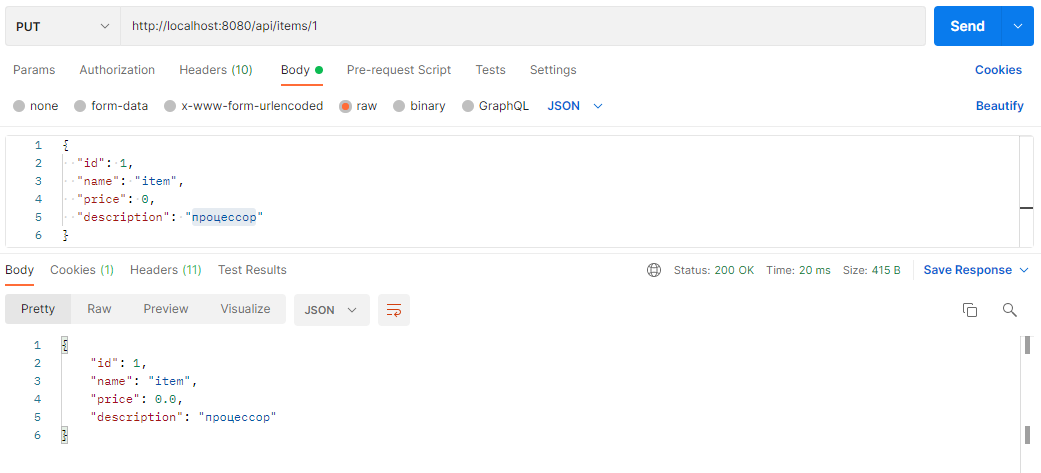 PUT http://localhost:8080/api/items/1 Send
Params Authorization Headers (10) Body Pre-request Script Tests Settings Cookies
none form-data x-www-form-urlencoded raw binary GraphQL JSON Beautify
1 {
2 "id": 1,
3 "name": "item",
4 "price": 0,
5 "description": "процессор"
6 }
Body Cookies (1) Headers (11) Test Results Status: 200 OK Time: 20 ms Size: 415 B Save Response
Pretty Raw Preview Visualize JSON
1 {
2 "id": 1,
3 "name": "item",
4 "price": 0.0,
5 "description": "процессор"
6 }